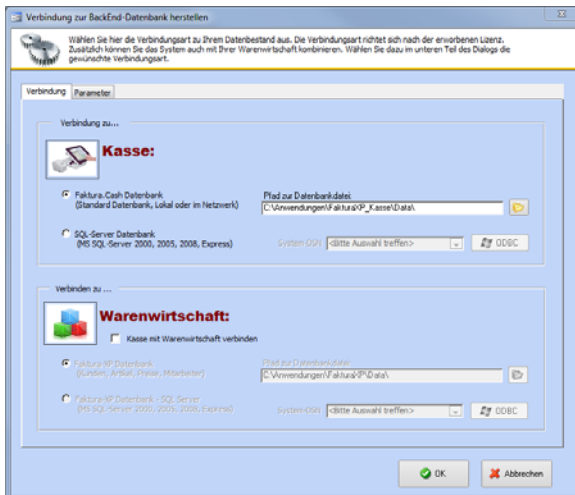 Verbindung zur BackEnd-Datenbank herstellen
Wählen Sie hier die Verbindungsart zu Ihrem Datenbestand aus. Die Verbindungsart richtet sich nach der erworbenen Lizenz.
Zusätzlich können Sie das System auch mit Ihrer Warenwirtschaft kombinieren. Wählen Sie dazu im unteren Teil des Dialogs die
gewünschte Verbindungsart.
Verbindung Parameter
Verbindung zu...
Kasse:
Faktura.Cash Datenbank Pfad zur Datenbankdatei:
(Standard Datenbank, Lokal oder im Netzwerk) C:\Anwendungen\FakturaXP_Kasse\Data\
SQL-Server Datenbank
(MS SQL-Server 2000, 2005, 2008, Express) System-DSN <Bitte Auswahl treffen> ODBC
Verbinden zu ...
Warenwirtschaft:
Kasse mit Warenwirtschaft verbinden
Faktura-XP Datenbank Pfad zur Datenbankdatei:
(Kunden, Artikel, Preise, Mitarbeiter) C:\Anwendungen\FakturaXP\Data\
Faktura-XP Datenbank - SQL Server
(MS SQL-Server 2000, 2005, 2008, Express) System-DSN <Bitte Auswahl treffen> ODBC
OK Abbrechen